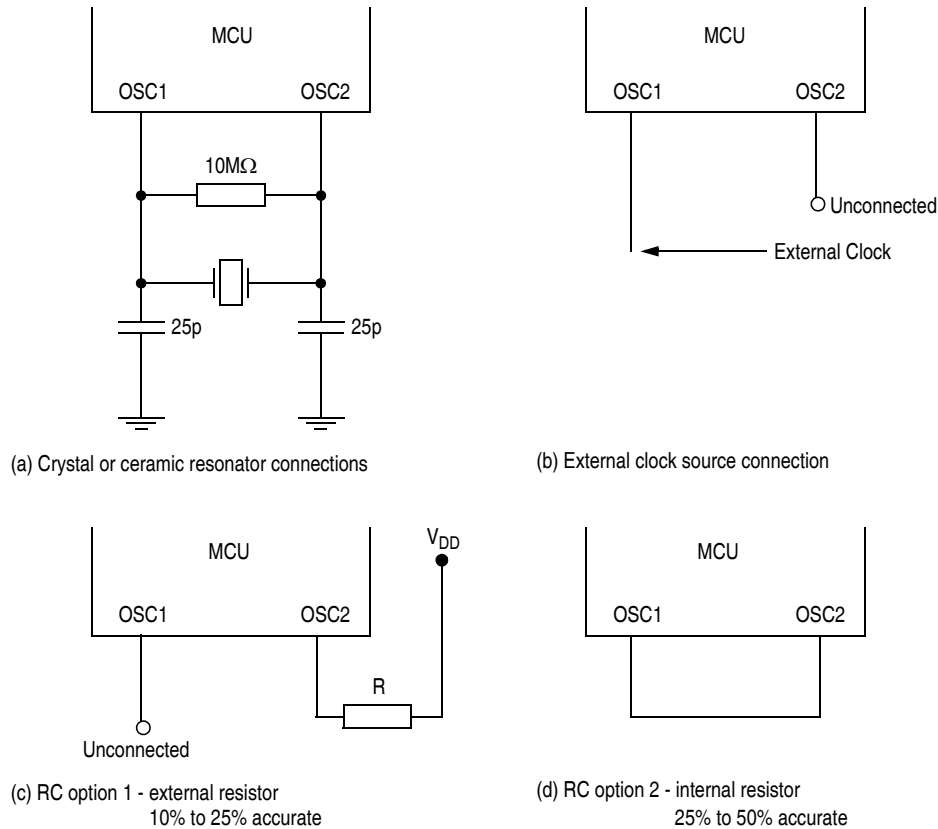 MCU
OSC1 OSC2
10MΩ
25p 25p
(a) Crystal or ceramic resonator connections
MCU
OSC1 OSC2
Unconnected
External Clock
(b) External clock source connection
MCU
VDD
OSC1 OSC2
R
Unconnected
(c) RC option 1 - external resistor
10% to 25% accurate
MCU
OSC1 OSC2
(d) RC option 2 - internal resistor
25% to 50% accurate